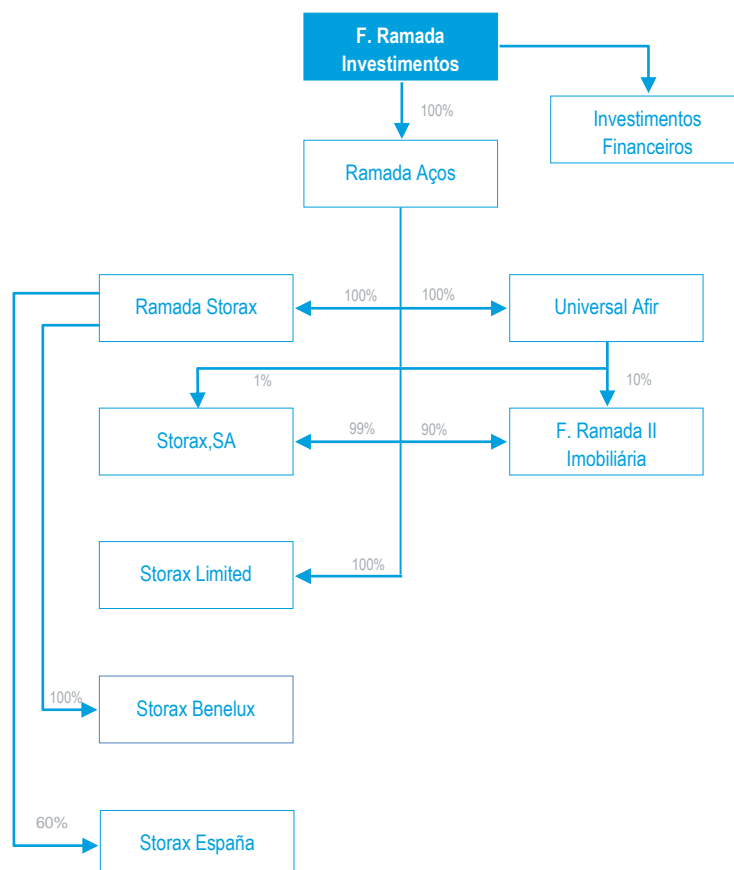 F. Ramada
Investimentos
100%
Investimentos
Financeiros
Ramada Aços
Ramada Storax
100%
100%
Universal Afir
1%
10%
Storax,SA
99%
90%
F. Ramada II
Imobiliária
Storax Limited
100%
100%
Storax Benelux
60%
Storax España